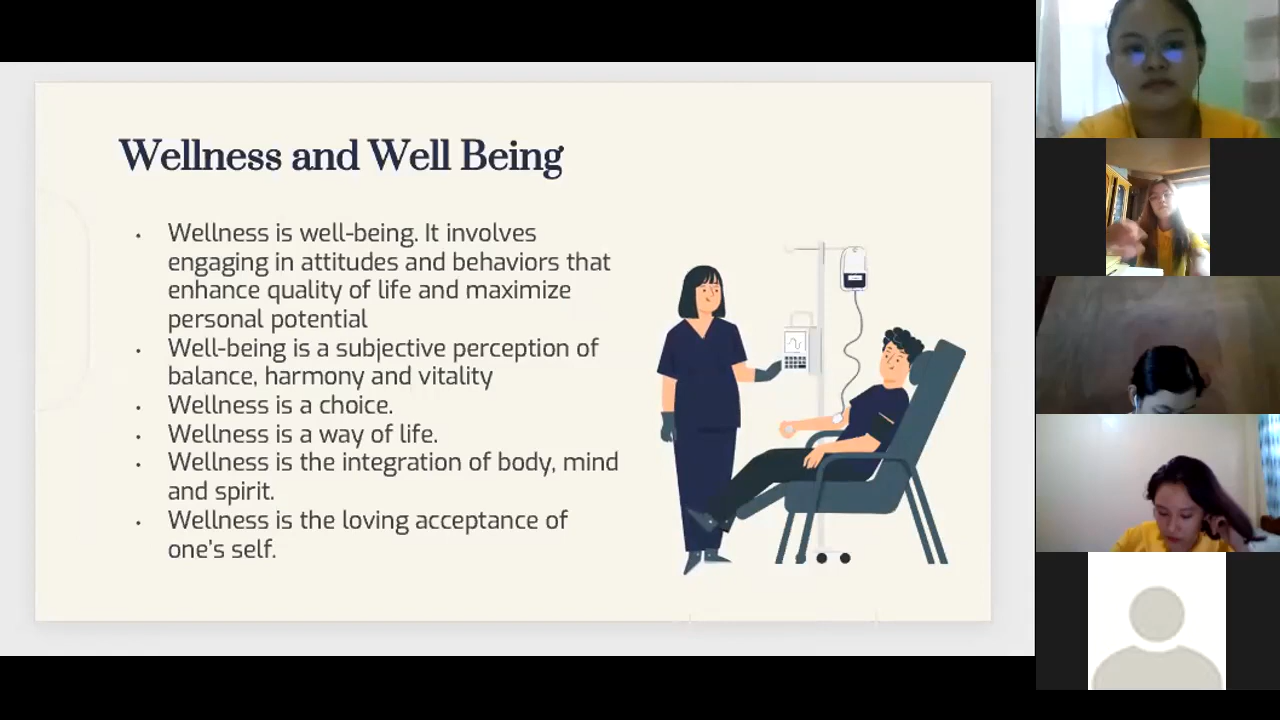 Wellness and Well Being
• Wellness is well-being. It involves
engaging in attitudes and behaviors that
enhance quality of life and maximize
personal potential
• Well-being is a subjective perception of
balance, harmony and vitality
• Wellness is a choice.
• Wellness is a way of life.
• Wellness is the integration of body, mind
and spirit.
• Wellness is the loving acceptance of
one's self.